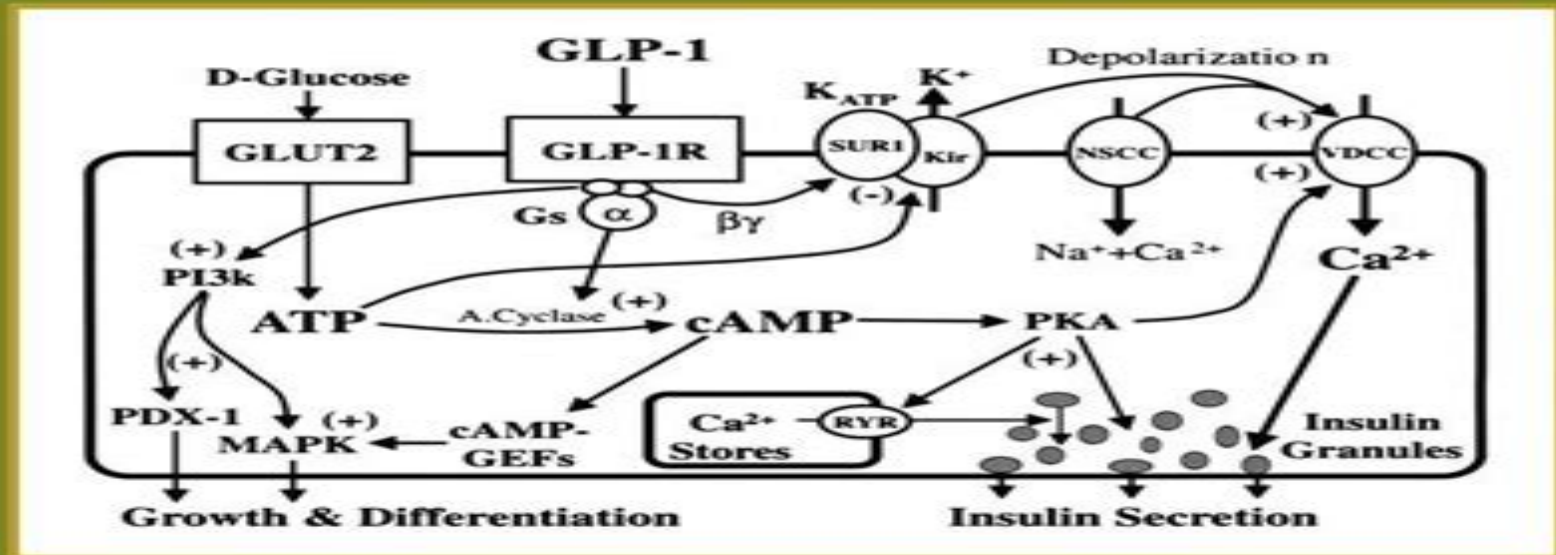 GLP-1
D-Glucose
Depolarizatio n
K ATP
K+
GLUT2
GLP-1R
SUR1
Kir
NSCC
VDCC
(+)
(+)
(-)
Gs
α
βγ
(+)
PI3k
Na++Ca2+
Ca2+
ATP
A.Cyclase
(+)
cAMP
PKA
(+)
(+)
PDX-1
MAPK
(+)
cAMP-
GEFs
Ca2+
Stores
RYR
Insulin
Granules
Growth & Differentiation
Insulin Secretion